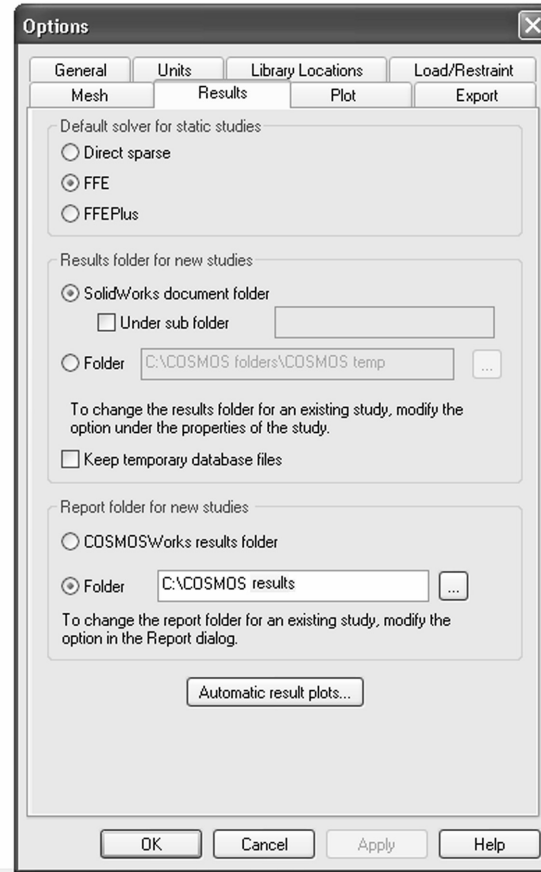 Options
General Units Library Locations Load/Restraint
Mesh Results Plot Export
Default solver for static studies
Direct sparse
FFE
FFEPlus
Results folder for new studies
SolidWorks document folder
Under sub folder
Folder C:\COSMOS folders\COSMOS temp ...
To change the results folder for an existing study, modify the
option under the properties of the study.
Keep temporary database files
Report folder for new studies
COSMOSWorks results folder
Folder C:\COSMOS results ...
To change the report folder for an existing study, modify the
option in the Report dialog.
Automatic result plots...
OK Cancel Apply Help